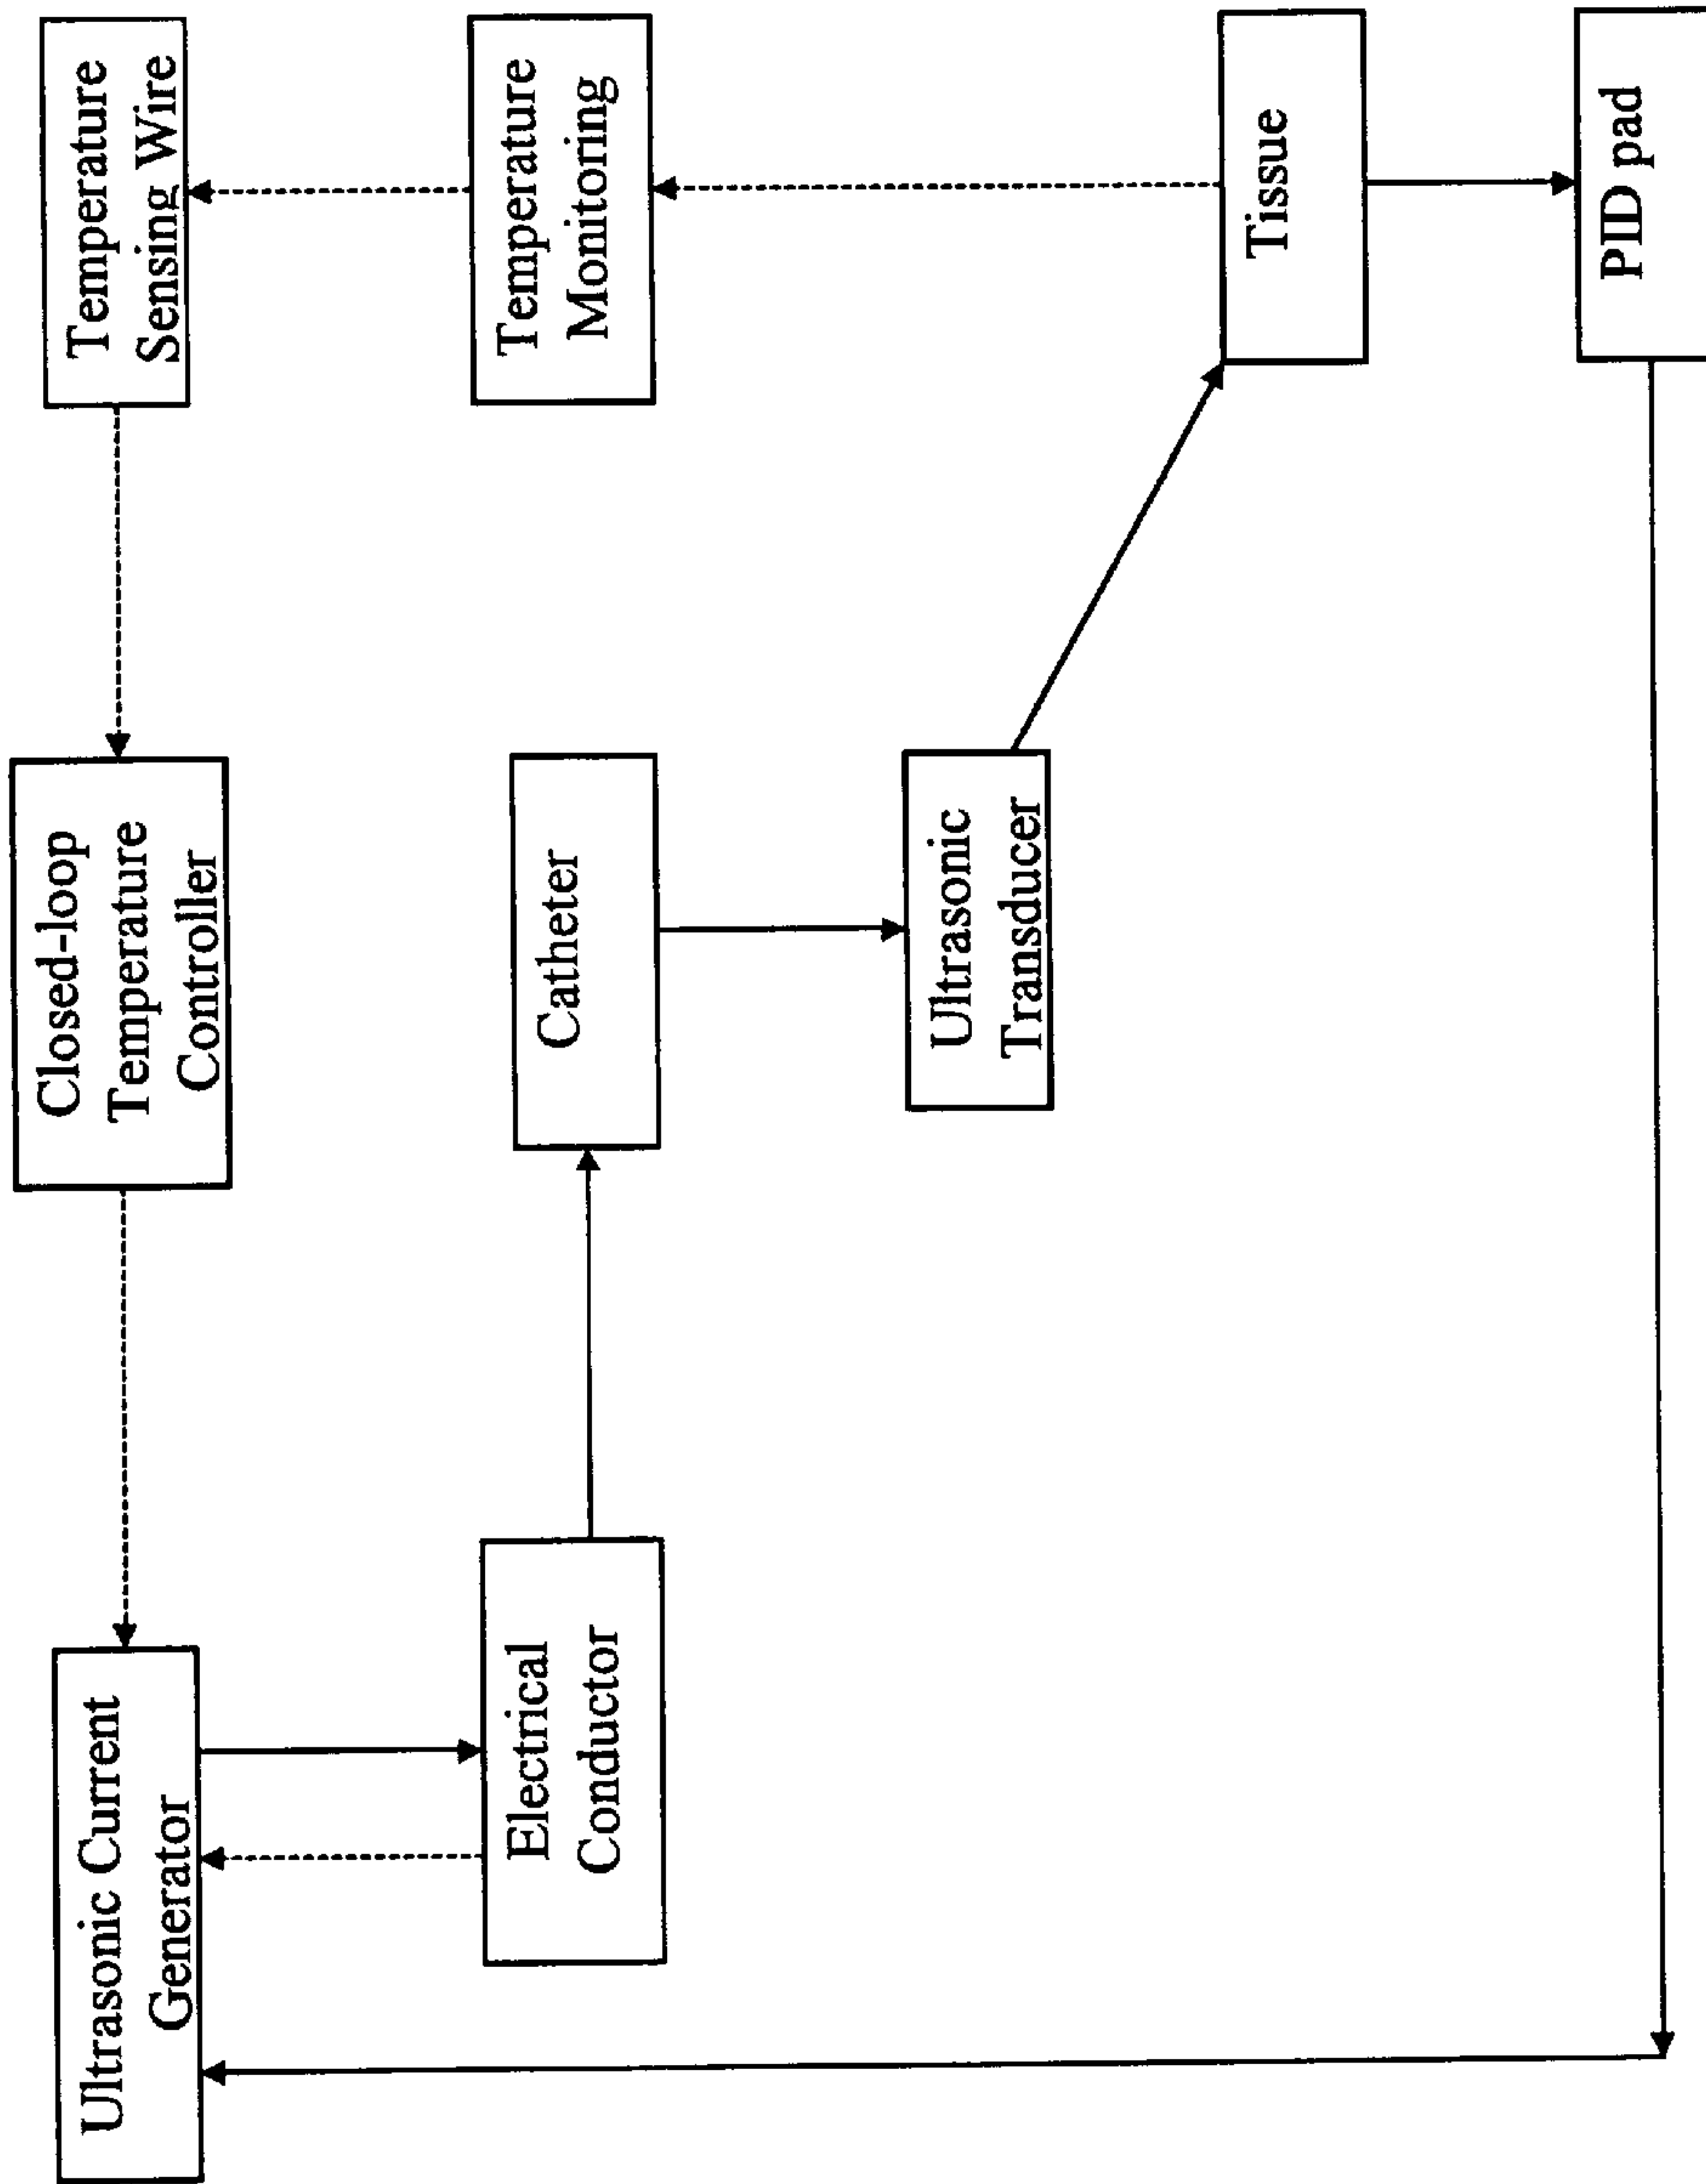 Ultrasonic Current
Generator
Closed-loop
Temperature
Controller
Temperature
Sensing Wire
Electrical
Conductor
Catheter
Temperature
Monitoring
Ultrasonic
Transducer
Tissue
PID pad